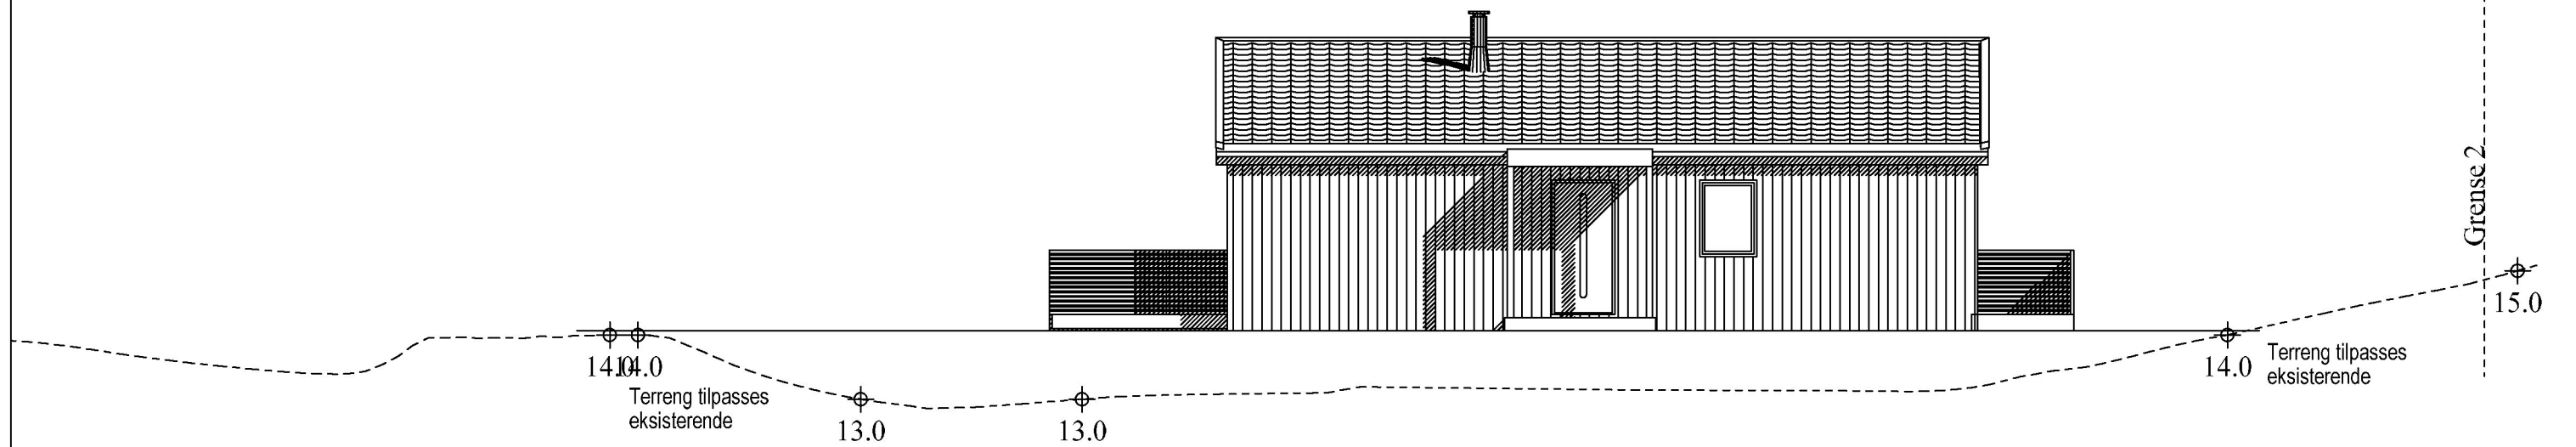 Grense 2
15.0
14.0
14.0
14.0
Terreng tilpasses
eksisterende
Terreng tilpasses
eksisterende
13.0
13.0